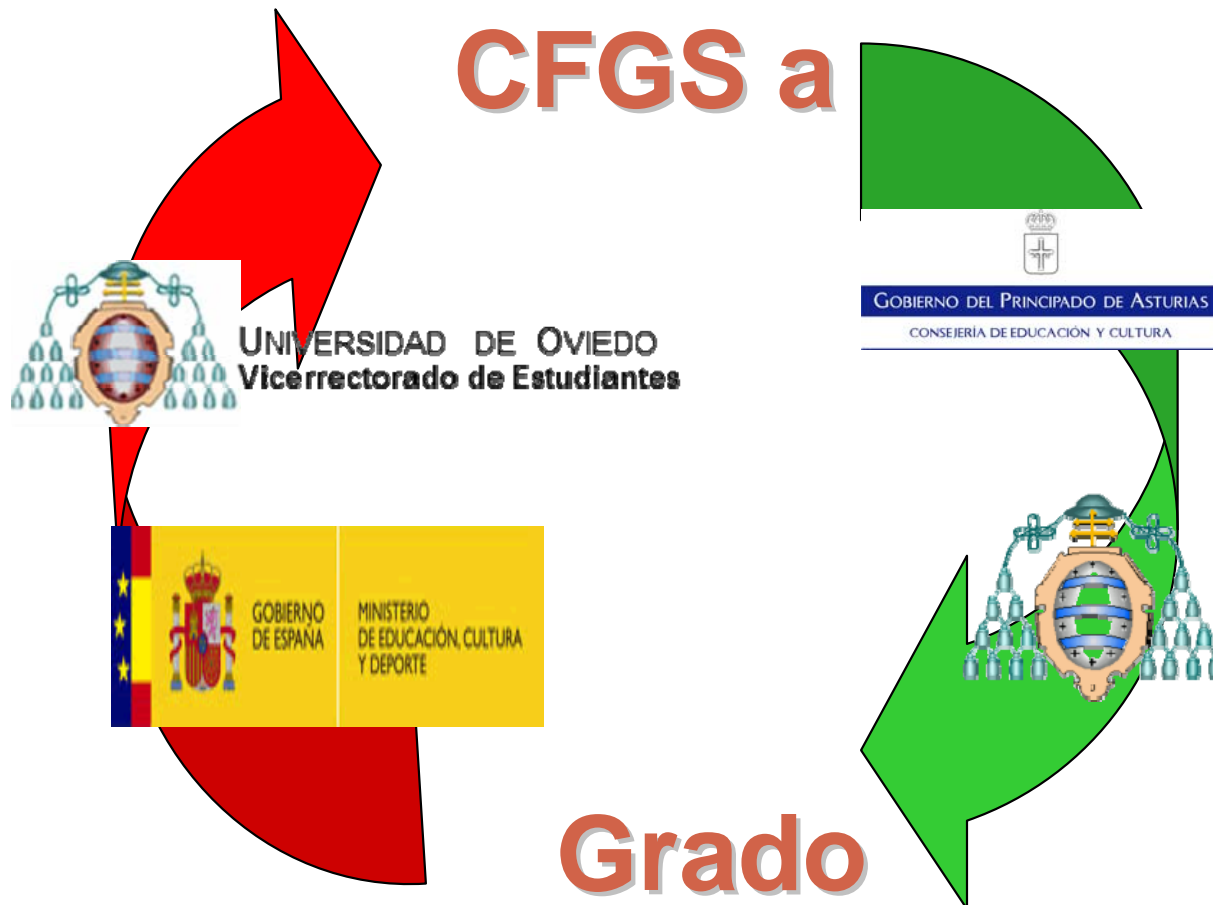 CFGS a
GOBIERNO DEL PRINCIPADO DE ASTURIAS
CONSEJERÍA DE EDUCACIÓN Y CULTURA
UNIVERSIDAD DE OVIEDO
Vicerrectorado de Estudiantes
GOBIERNO
DE ESPAÑA
MINISTERIO
DE EDUCACIÓN, CULTURA
Y DEPORTE
Grado